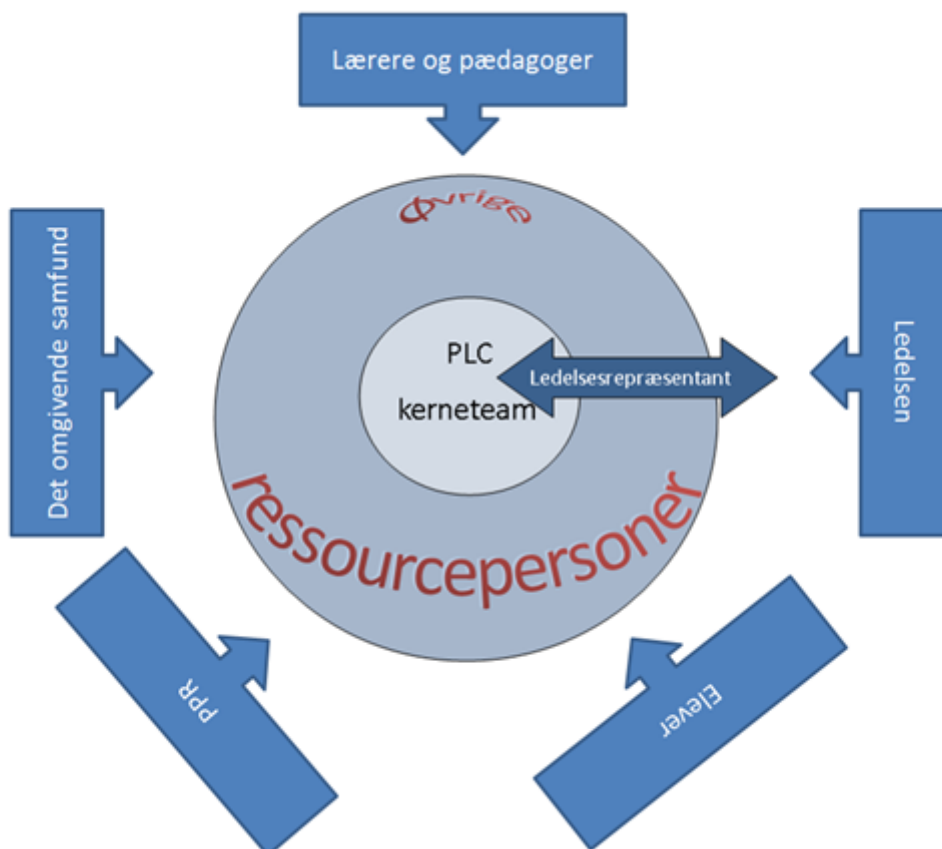 Lærere og pædagoger
Øvrige
Det omgivende samfund
PLC
kerneteam
Ledelsesrepræsentant
Ledelsen
ressourcepersoner
PPR
Elever